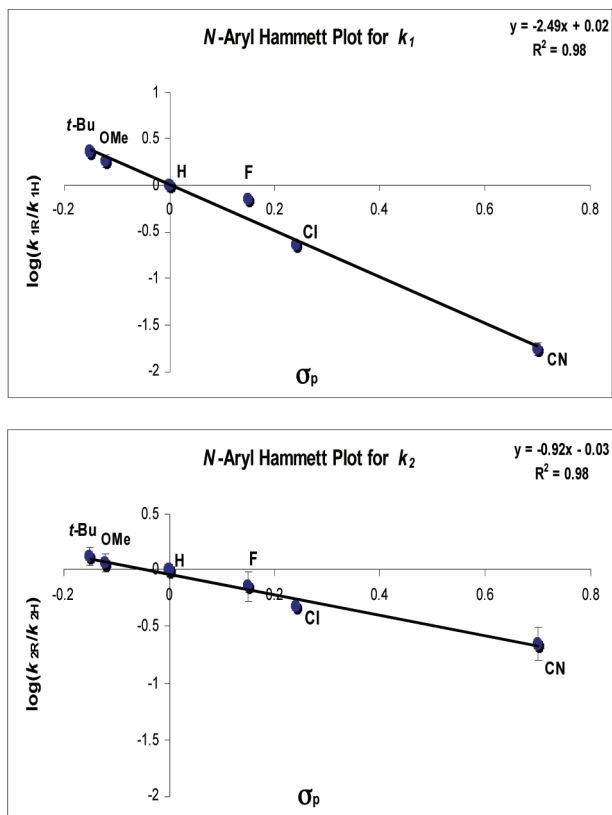 N-Aryl Hammett Plot for k₁
y = -2.49x + 0.02
R² = 0.98
1
t-Bu
OMe
0.5
H
F
0
-0.2
0
0.2
0.4
0.6
0.8
-0.5
Cl
-1
-1.5
CN
-2
σp
log(k 1R/k 1H)
N-Aryl Hammett Plot for k₂
y = -0.92x - 0.03
R² = 0.98
0.5
t-Bu
OMe
H
F
0
-0.2
0
0.2
0.4
0.6
0.8
Cl
-0.5
CN
-1
-1.5
-2
σp
log(k 2R/k 2H)